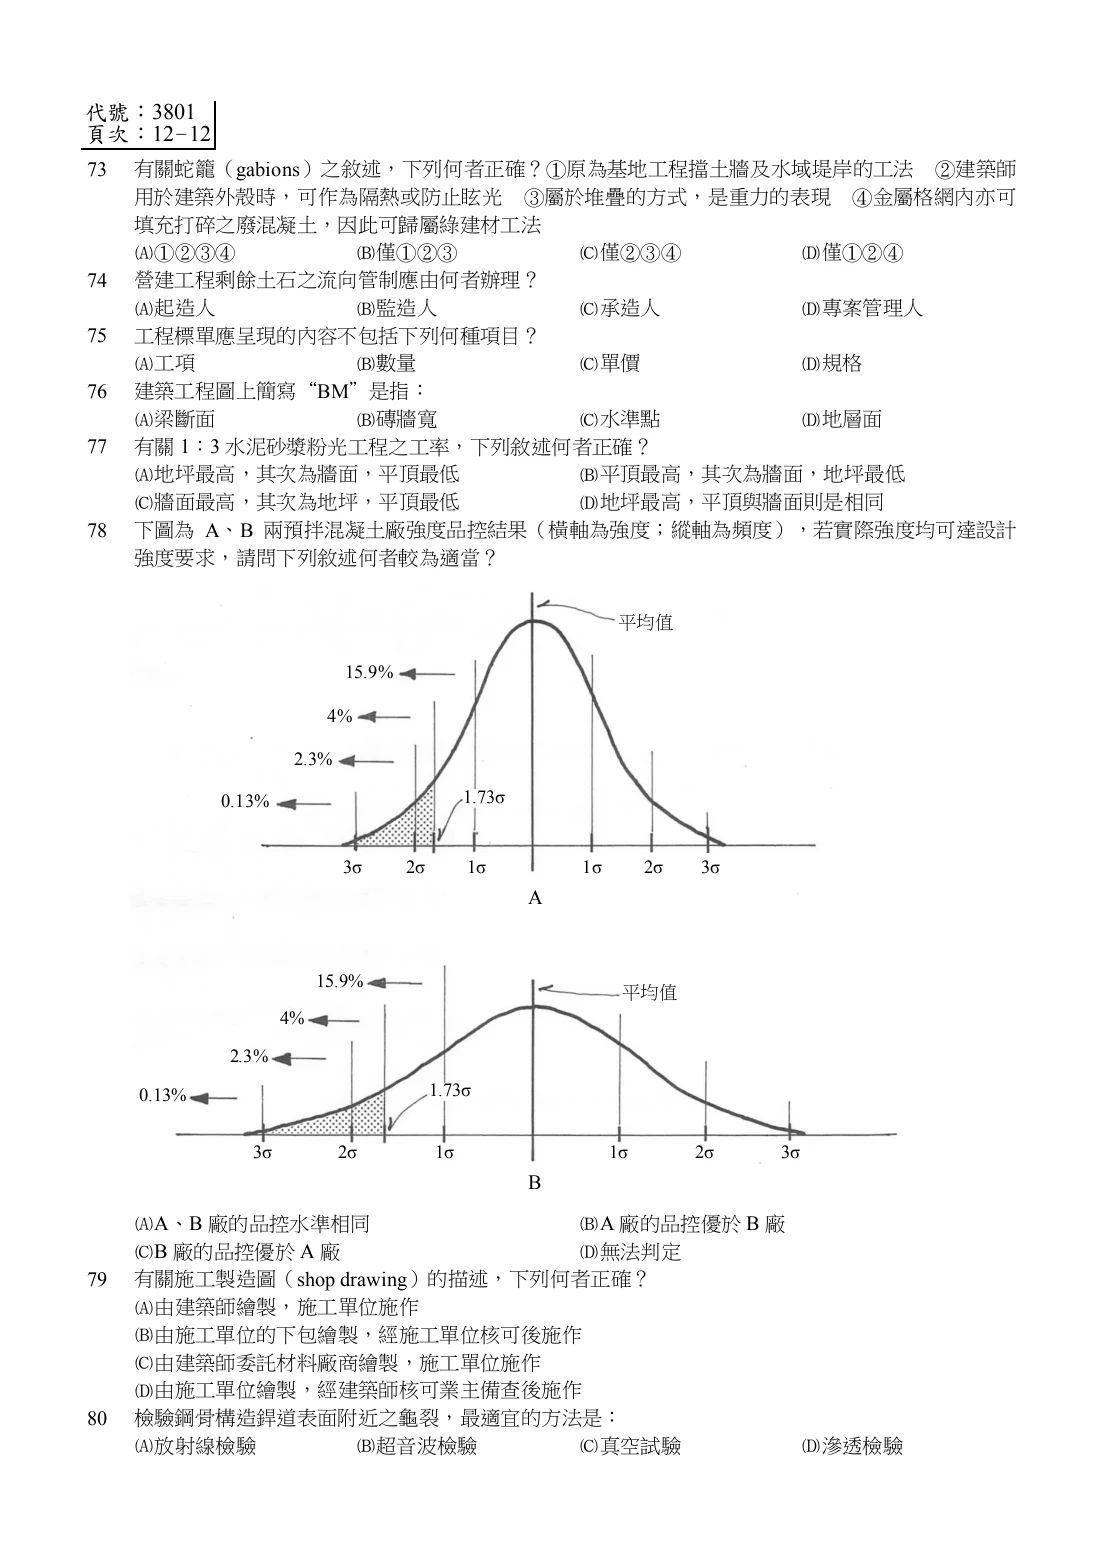 代號：3801
頁次：12－12
73 有關蛇籠（gabions）之敘述，下列何者正確？①原為基地工程擋土牆及水域堤岸的工法 ②建築師
用於建築外殼時，可作為隔熱或防止眩光 ③屬於堆疊的方式，是重力的表現 ④金屬格網內亦可
填充打碎之廢混凝土，因此可歸屬綠建材工法
(A)①②③④ (B)僅①②③ (C)僅②③④ (D)僅①②④
74 營建工程剩餘土石之流向管制應由何者辦理？
(A)起造人 (B)監造人 (C)承造人 (D)專案管理人
75 工程標單應呈現的內容不包括下列何種項目？
(A)工項 (B)數量 (C)單價 (D)規格
76 建築工程圖上簡寫“BM”是指：
(A)梁斷面 (B)磚牆寬 (C)水準點 (D)地層面
77 有關 1：3 水泥砂漿粉光工程之工率，下列敘述何者正確？
(A)地坪最高，其次為牆面，平頂最低 (B)平頂最高，其次為牆面，地坪最低
(C)牆面最高，其次為地坪，平頂最低 (D)地坪最高，平頂與牆面則是相同
78 下圖為 A、B 兩預拌混凝土廠強度品控結果（橫軸為強度；縱軸為頻度），若實際強度均可達設計
強度要求，請問下列敘述何者較為適當？
平均值
15.9%
4%
2.3%
0.13%
1.73σ
3σ 2σ 1σ 1σ 2σ 3σ
A
15.9%
平均值
4%
2.3%
0.13%
1.73σ
3σ 2σ 1σ 1σ 2σ 3σ
B
(A)A、B 廠的品控水準相同 (B)A 廠的品控優於 B 廠
(C)B 廠的品控優於 A 廠 (D)無法判定
79 有關施工製造圖（shop drawing）的描述，下列何者正確？
(A)由建築師繪製，施工單位施作
(B)由施工單位的下包繪製，經施工單位核可後施作
(C)由建築師委託材料廠商繪製，施工單位施作
(D)由施工單位繪製，經建築師核可業主備查後施作
80 檢驗鋼骨構造銲道表面附近之龜裂，最適宜的方法是：
(A)放射線檢驗 (B)超音波檢驗 (C)真空試驗 (D)滲透檢驗